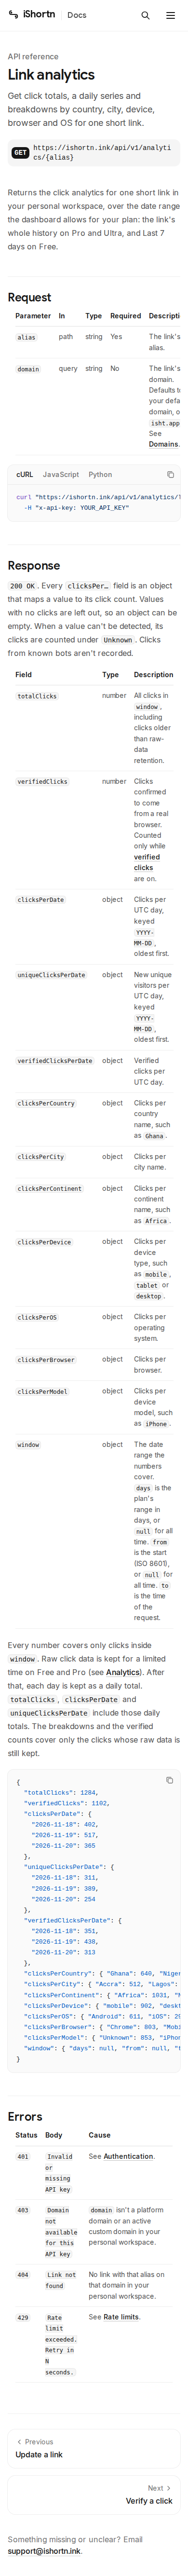 iShortn
Docs
API reference
Link analytics
Get click totals, a daily series and
breakdowns by country, city, device,
browser and OS for one short link.
GET
https://ishortn.ink/api/v1/analyti
cs/{alias}
Returns the click analytics for one short link in
your personal workspace, over the date range
the dashboard allows for your plan: the link's
whole history on Pro and Ultra, and Last 7
days on Free.
Request
Parameter In Type Required Descripti
alias path string Yes The link's
alias.
domain query string No The link's
domain.
Defaults t
your defa
domain, o
isht.app
See
Domains.
cURL JavaScript Python
curl "https://ishortn.ink/api/v1/analytics/
-H "x-api-key: YOUR_API_KEY"
Response
200 OK. Every clicksPer… field is an object
that maps a value to its click count. Values
with no clicks are left out, so an object can be
empty. When a value can't be detected, its
clicks are counted under Unknown. Clicks
from known bots aren't recorded.
Field Type Description
totalClicks number All clicks in
window,
including
clicks older
than raw-
data
retention.
verifiedClicks number Clicks
confirmed
to come
from a real
browser.
Counted
only while
verified
clicks
are on.
clicksPerDate object Clicks per
UTC day,
keyed
YYYY-
MM-DD,
oldest first.
uniqueClicksPerDate object New unique
visitors per
UTC day,
keyed
YYYY-
MM-DD,
oldest first.
verifiedClicksPerDate object Verified
clicks per
UTC day.
clicksPerCountry object Clicks per
country
name, such
as Ghana.
clicksPerCity object Clicks per
city name.
clicksPerContinent object Clicks per
continent
name, such
as Africa.
clicksPerDevice object Clicks per
device
type, such
as mobile,
tablet or
desktop.
clicksPerOS object Clicks per
operating
system.
clicksPerBrowser object Clicks per
browser.
clicksPerModel object Clicks per
device
model, such
as iPhone.
window object The date
range the
numbers
cover.
days is the
plan's
range in
days, or
null for all
time. from
is the start
(ISO 8601),
or null for
all time. to
is the time
of the
request.
Every number covers only clicks inside
window. Raw click data is kept for a limited
time on Free and Pro (see Analytics). After
that, each day is kept as a daily total.
totalClicks, clicksPerDate and
uniqueClicksPerDate include those daily
totals. The breakdowns and the verified
counts cover only the clicks whose raw data is
still kept.
{
"totalClicks": 1284,
"verifiedClicks": 1102,
"clicksPerDate": {
"2026-11-18": 402,
"2026-11-19": 517,
"2026-11-20": 365
},
"uniqueClicksPerDate": {
"2026-11-18": 311,
"2026-11-19": 389,
"2026-11-20": 254
},
"verifiedClicksPerDate": {
"2026-11-18": 351,
"2026-11-19": 438,
"2026-11-20": 313
},
"clicksPerCountry": { "Ghana": 640, "Niger
"clicksPerCity": { "Accra": 512, "Lagos":
"clicksPerContinent": { "Africa": 1031, "N
"clicksPerDevice": { "mobile": 902, "deskt
"clicksPerOS": { "Android": 611, "iOS": 29
"clicksPerBrowser": { "Chrome": 803, "Mobi
"clicksPerModel": { "Unknown": 853, "iPhon
"window": { "days": null, "from": null, "t
}
Errors
Status Body Cause
401 Invalid See Authentication.
or
missing
API key
403 Domain domain isn't a platform
not domain or an active
available custom domain in your
for this personal workspace.
API key
404 Link not No link with that alias on
found that domain in your
personal workspace.
429 Rate See Rate limits.
limit
exceeded.
Retry in
N
seconds.
Previous
Update a link
Next
Verify a click
Something missing or unclear? Email
support@ishortn.ink.